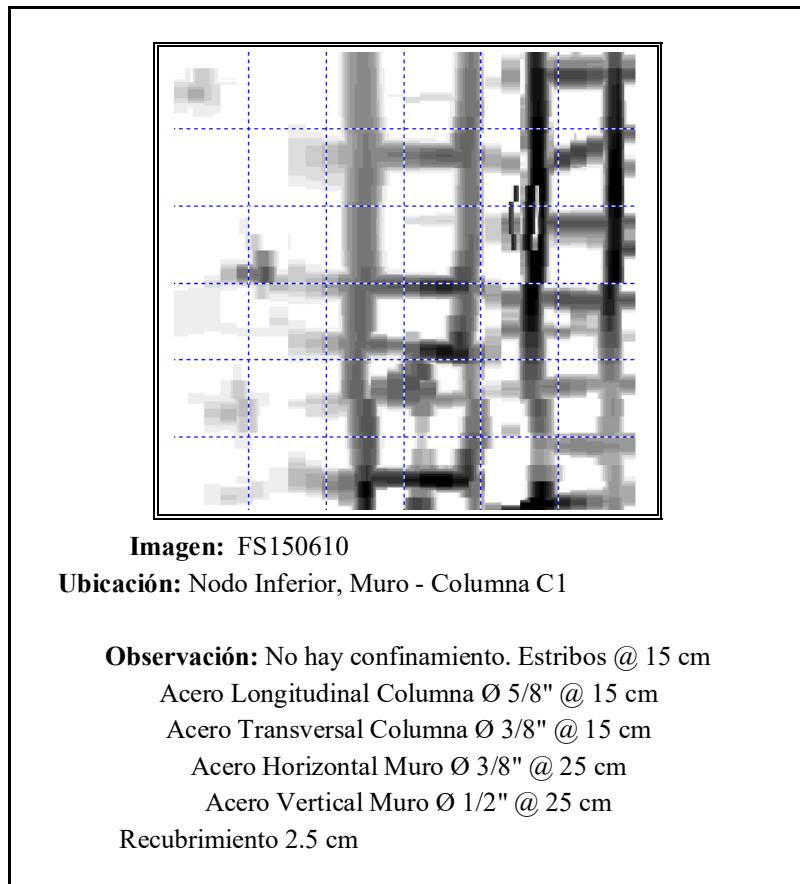 Imagen: FS150610
Ubicación: Nodo Inferior, Muro - Columna C1
Observación: No hay confinamiento. Estribos @ 15 cm
Acero Longitudinal Columna Ø 5/8" @ 15 cm
Acero Transversal Columna Ø 3/8" @ 15 cm
Acero Horizontal Muro Ø 3/8" @ 25 cm
Acero Vertical Muro Ø 1/2" @ 25 cm
Recubrimiento 2.5 cm